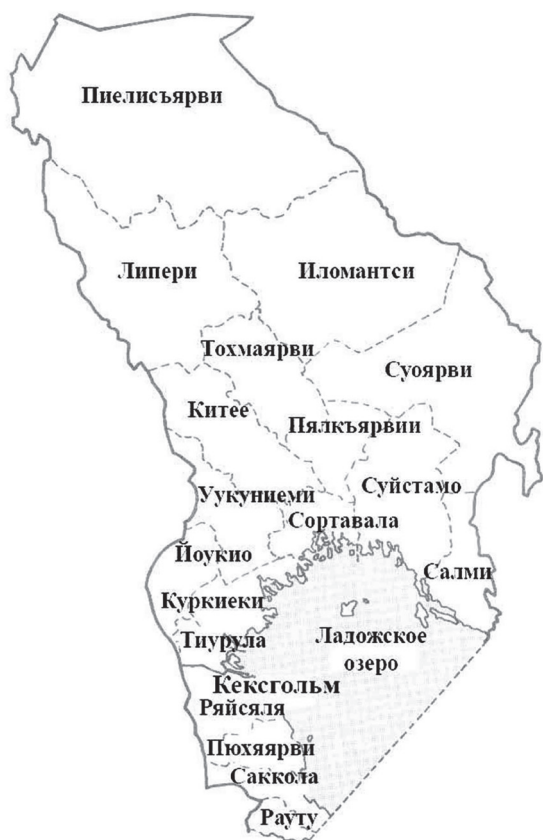 Пиелисъярви
Липери
Иломантси
Тохмаярви
Суоярви
Китее
Пялкъярвии
Суйстамо
Уукуниеми
Сортавала
Йоукио
Салми
Куркиеки
Тиурула
Ладожское
озеро
Кексгольм
Ряйсяля
Пюхяярви
Саккола
Рауту